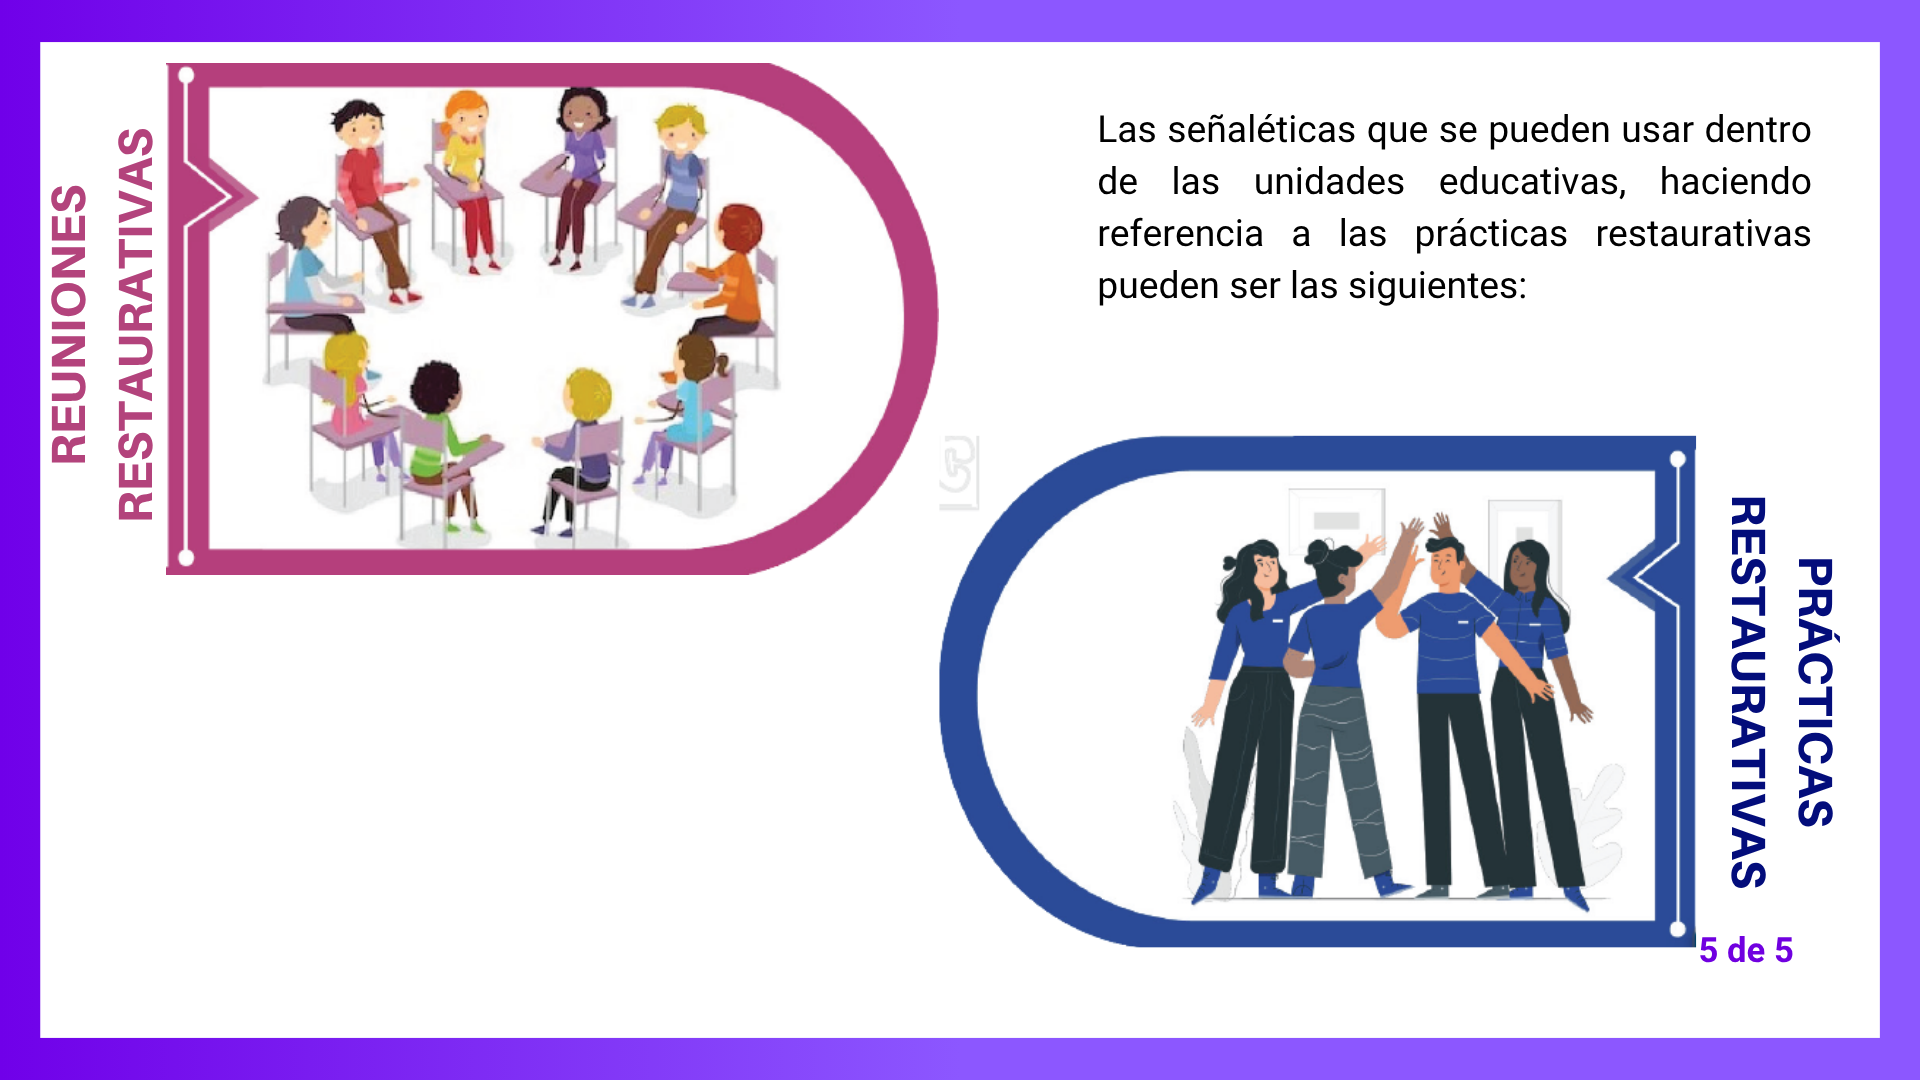 REUNIONES
RESTAURATIVAS
Las señaléticas que se pueden usar dentro
de las unidades educativas, haciendo
referencia a las prácticas restaurativas
pueden ser las siguientes:
PRÁCTICAS
RESTAURATIVAS
5 de 5